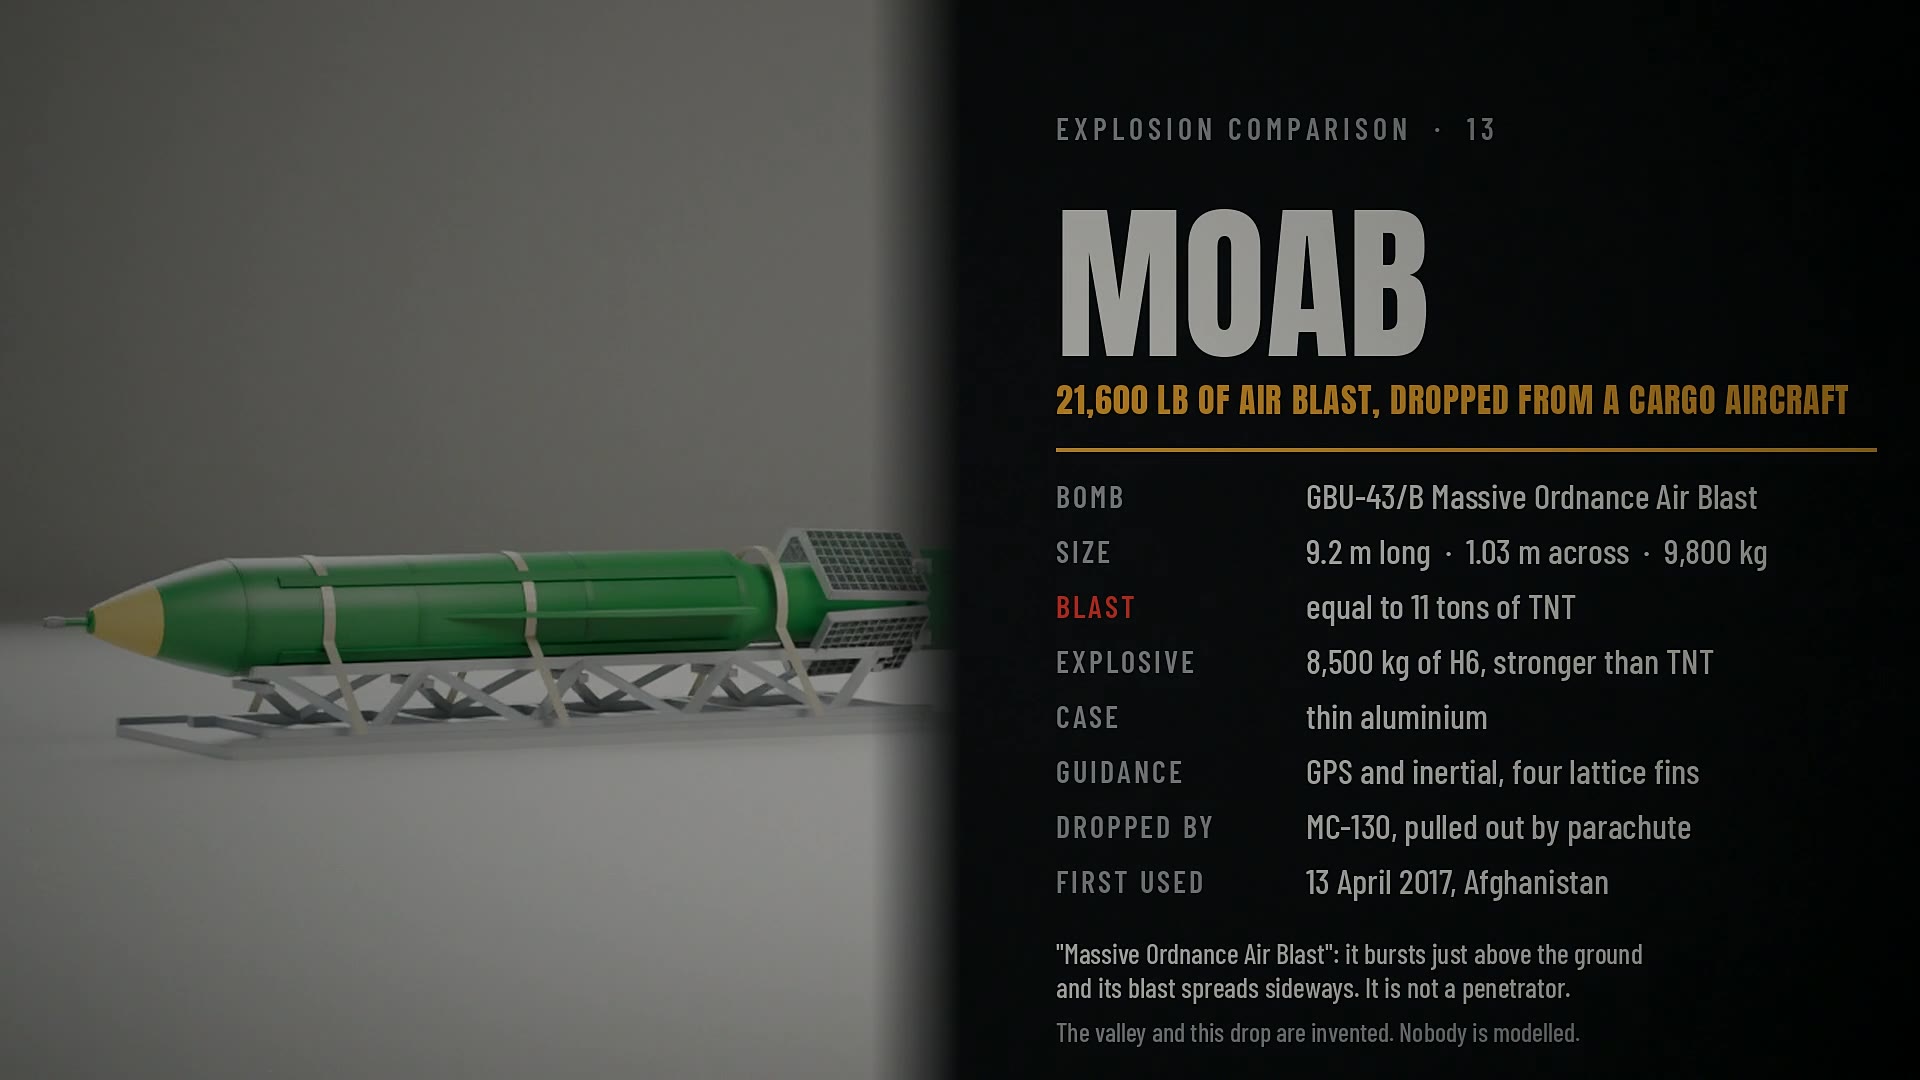 EXPLOSION COMPARISON · 13
MOAB
21,600 LB OF AIR BLAST, DROPPED FROM A CARGO AIRCRAFT
BOMB GBU-43/B Massive Ordnance Air Blast
SIZE 9.2 m long · 1.03 m across · 9,800 kg
BLAST equal to 11 tons of TNT
EXPLOSIVE 8,500 kg of H6, stronger than TNT
CASE thin aluminium
GUIDANCE GPS and inertial, four lattice fins
DROPPED BY MC-130, pulled out by parachute
FIRST USED 13 April 2017, Afghanistan
"Massive Ordnance Air Blast": it bursts just above the ground
and its blast spreads sideways. It is not a penetrator.
The valley and this drop are invented. Nobody is modelled.